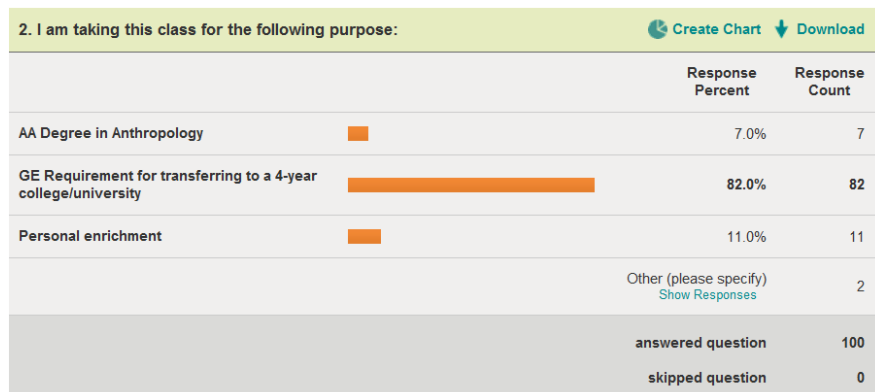 2. I am taking this class for the following purpose: Create Chart Download
Response Percent Response Count
AA Degree in Anthropology 7.0% 7
GE Requirement for transferring to a 4-year
college/university 82.0% 82
Personal enrichment 11.0% 11
Other (please specify) 2
Show Responses
answered question 100
skipped question 0